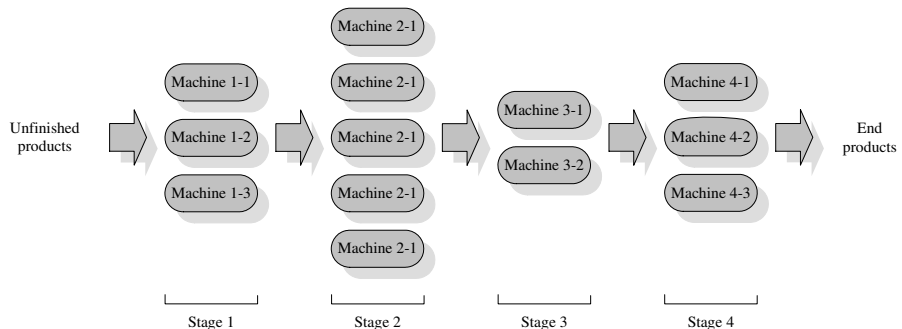 Unfinished
products
Machine 1-1
Machine 1-2
Machine 1-3
Machine 2-1
Machine 2-1
Machine 2-1
Machine 2-1
Machine 2-1
Machine 3-1
Machine 3-2
Machine 4-1
Machine 4-2
Machine 4-3
End
products
Stage 1
Stage 2
Stage 3
Stage 4